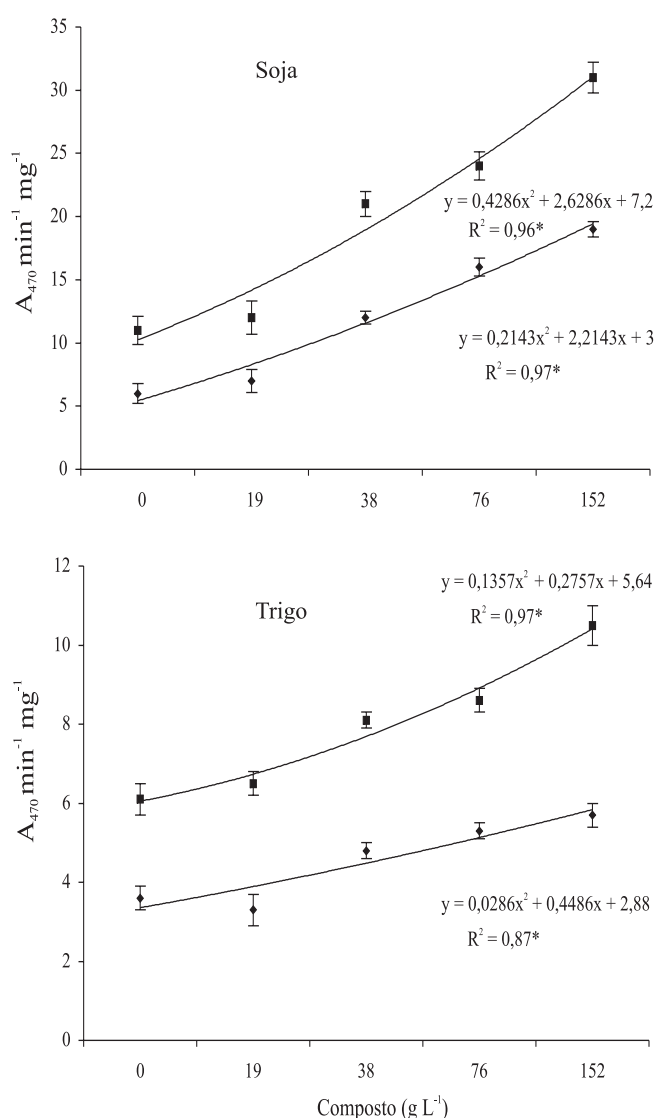 35
30
25
20
15
10
5
0
A₄₇₀ min⁻¹ mg⁻¹
Soja
y = 0,4286x² + 2,6286x + 7,2
R² = 0,96*
y = 0,2143x² + 2,2143x + 3
R² = 0,97*
0 19 38 76 152
12
10
8
6
4
2
0
A₄₇₀ min⁻¹ mg⁻¹
Trigo
y = 0,1357x² + 0,2757x + 5,64
R² = 0,97*
y = 0,0286x² + 0,4486x + 2,88
R² = 0,87*
0 19 38 76 152
Composto (g L⁻¹)